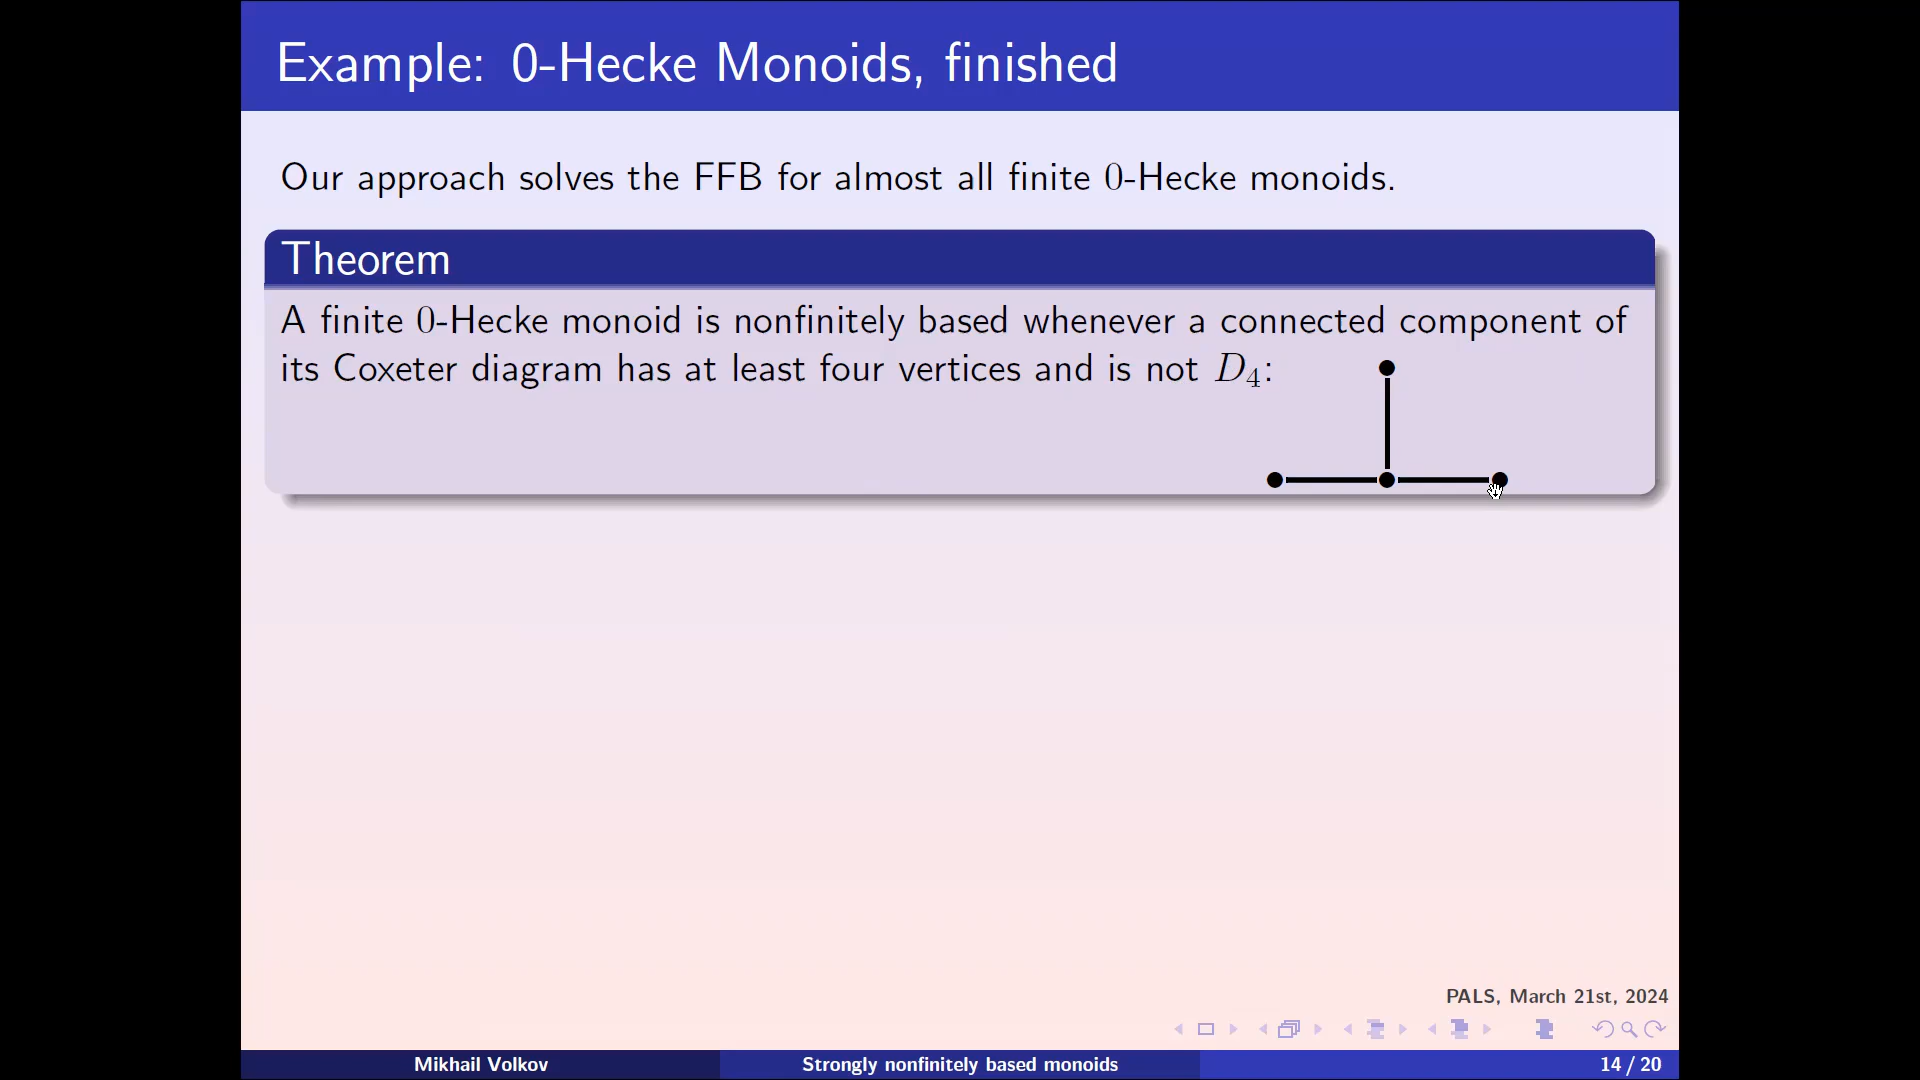 Example: 0-Hecke Monoids, finished
Our approach solves the FFB for almost all finite 0-Hecke monoids.
Theorem
A finite 0-Hecke monoid is nonfinitely based whenever a connected component of
its Coxeter diagram has at least four vertices and is not D₄:
PALS, March 21st, 2024
Mikhail Volkov
Strongly nonfinitely based monoids
14 / 20